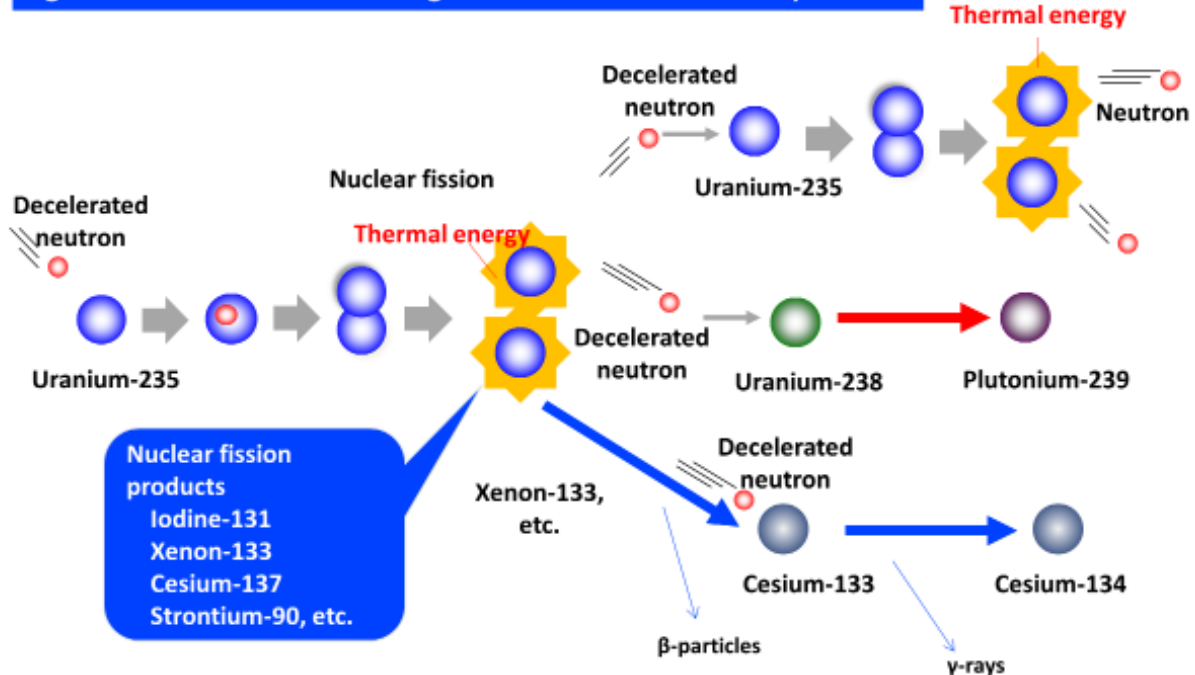 Thermal energy
Decelerated
neutron
Neutron
Uranium-235
Nuclear fission
Decelerated
neutron
Thermal energy
Decelerated
neutron
Uranium-235
Uranium-238
Plutonium-239
Nuclear fission
products
Iodine-131
Xenon-133
Cesium-137
Strontium-90, etc.
Xenon-133,
etc.
Decelerated
neutron
Cesium-133
Cesium-134
β-particles
γ-rays